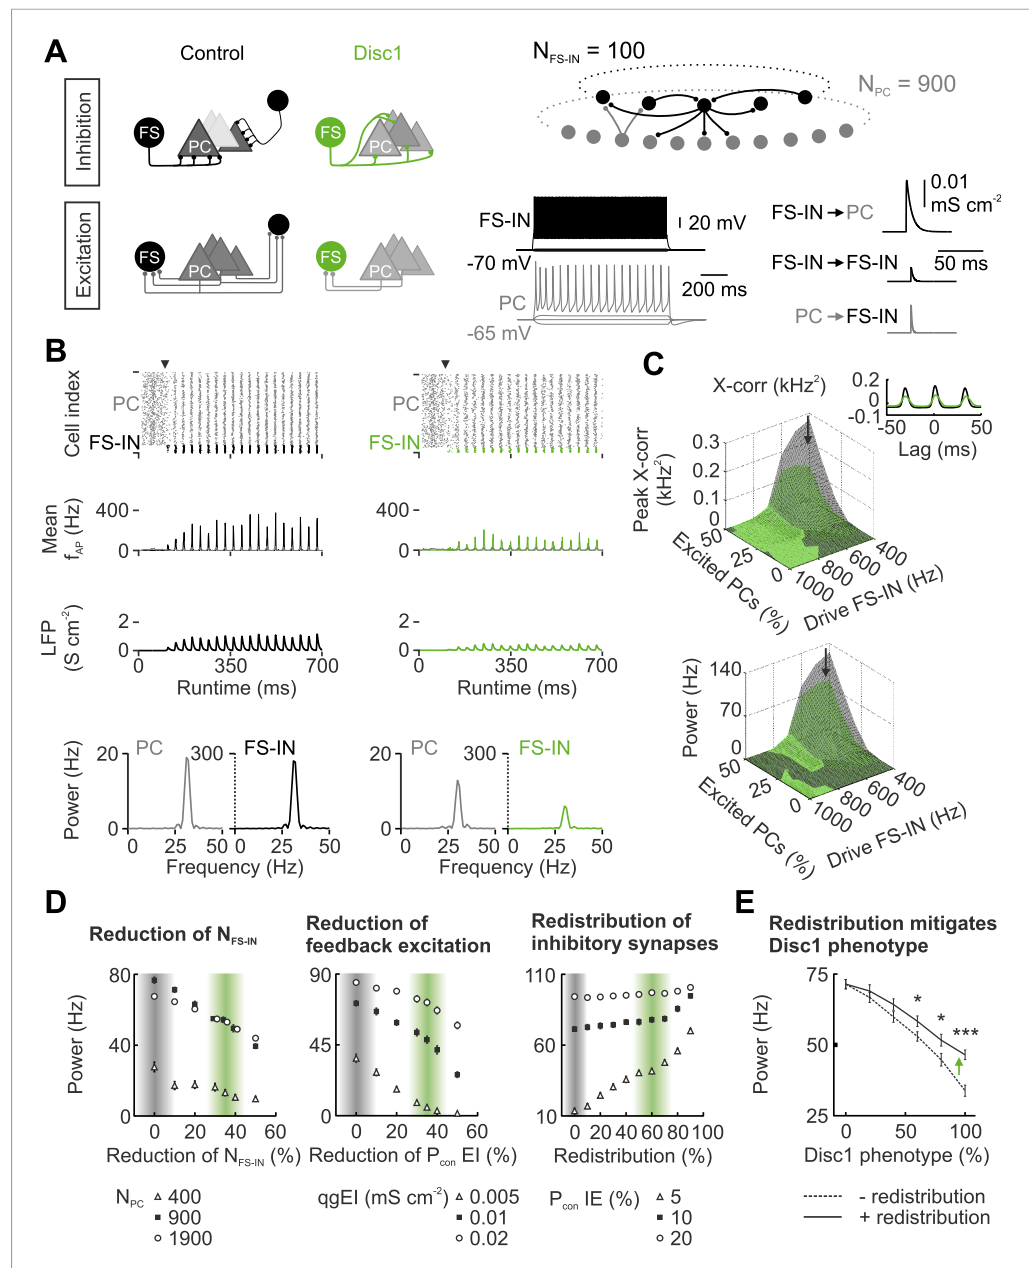 A
Control
Disc1
N FS-IN = 100
N PC = 900
Inhibition
FS
PC
FS
PC
Excitation
FS
PC
FS
PC
FS-IN
20 mV
-70 mV
PC
-65 mV
200 ms
0.01
mS cm-2
FS-IN → PC
FS-IN → FS-IN
50 ms
PC → FS-IN
B
Cell index
PC
FS-IN
PC
FS-IN
Mean
fAP (Hz)
400
0
400
0
LFP
(S cm-2)
2
0
0 350 700
Runtime (ms)
2
0
0 350 700
Runtime (ms)
Power (Hz)
20
0
PC
300
FS-IN
0 25 50 0 25 50
Frequency (Hz)
20
0
PC
300
FS-IN
0 25 50 0 25 50
Frequency (Hz)
C
X-corr (kHz2)
0.2
0
-0.1
-50 0 50
Lag (ms)
Peak X-corr
(kHz2)
0.3
0.2
0.1
0
50
25
0
Excited PCs (%)
1000
800
600
400
Drive FS-IN (Hz)
Power (Hz)
140
70
0
50
25
0
Excited PCs (%)
1000
800
600
400
Drive FS-IN (Hz)
D
Reduction of N FS-IN
Power (Hz)
80
40
0
0 20 40 60
Reduction of N FS-IN (%)
N PC
400
900
1900
Reduction of
feedback excitation
90
45
0
0 20 40 60
Reduction of P con EI (%)
qgEI (mS cm-2)
0.005
0.01
0.02
Redistribution of
inhibitory synapses
110
60
10
0 20 40 60 80 100
Redistribution (%)
P con IE (%)
5
10
20
E
Redistribution mitigates
Disc1 phenotype
Power (Hz)
75
50
25
*
*
***
0 60 100
Disc1 phenotype (%)
- redistribution
+ redistribution